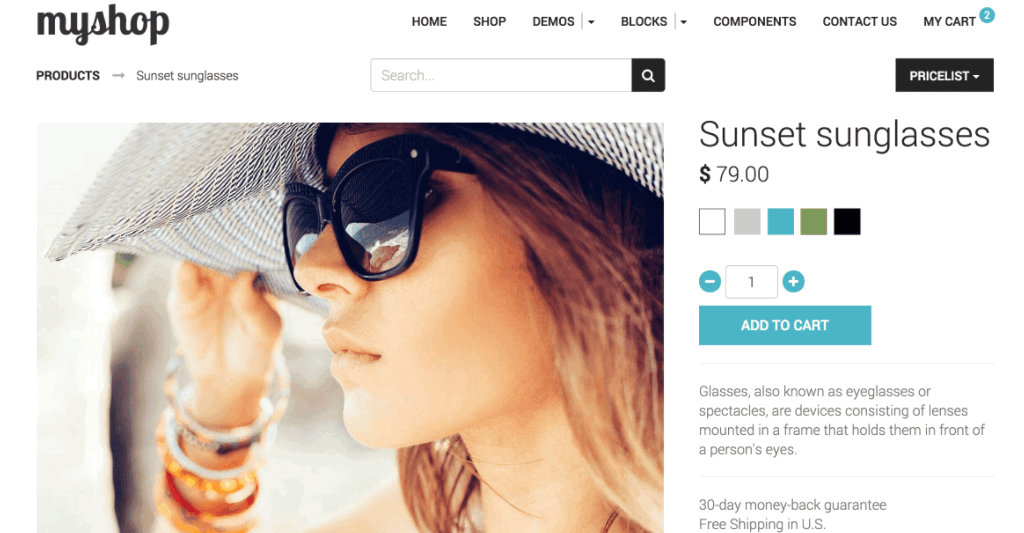 myshop
HOME SHOP DEMOS BLOCKS COMPONENTS CONTACT US MY CART 2
PRODUCTS → Sunset sunglasses
Search...
PRICELIST
Sunset sunglasses
$ 79.00
1
ADD TO CART
Glasses, also known as eyeglasses or
spectacles, are devices consisting of lenses
mounted in a frame that holds them in front of
a person's eyes.
30-day money-back guarantee
Free Shipping in U.S.